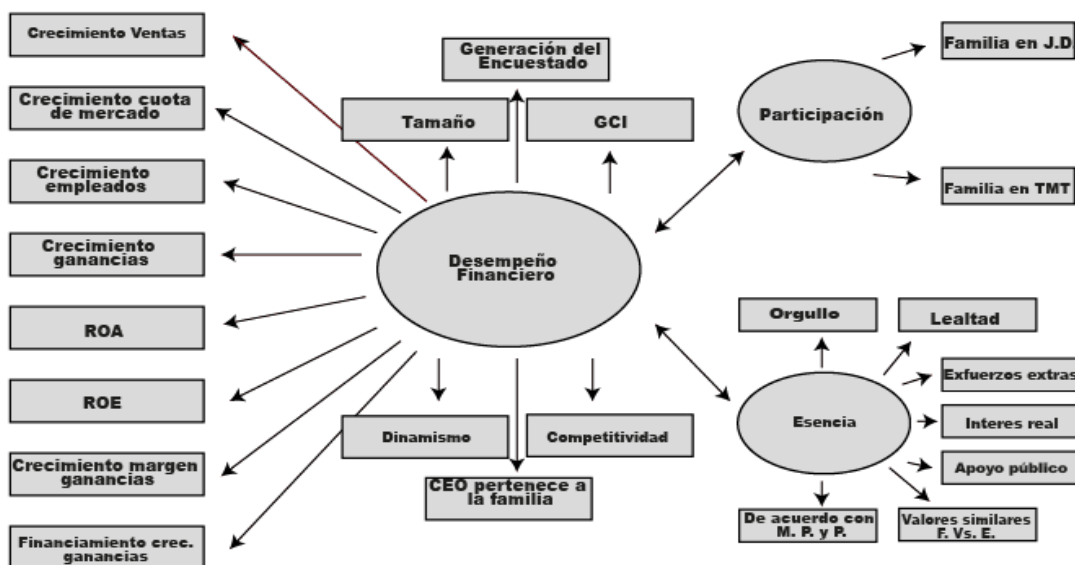 Crecimiento Ventas
Crecimiento cuota
de mercado
Crecimiento
empleados
Crecimiento
ganancias
ROA
ROE
Crecimiento margen
ganancias
Financiamiento crec.
ganancias
Generación del
Encuestado
Tamaño
GCI
Desempeño
Financiero
Dinamismo
Competitividad
CEO pertenece a
la familia
Participación
Familia en J.D.
Familia en TMT
Orgullo
Lealtad
Exfuerzos extras
Esencia
Interes real
Apoyo público
De acuerdo con
M. P. y P.
Valores similares
F. Vs. E.